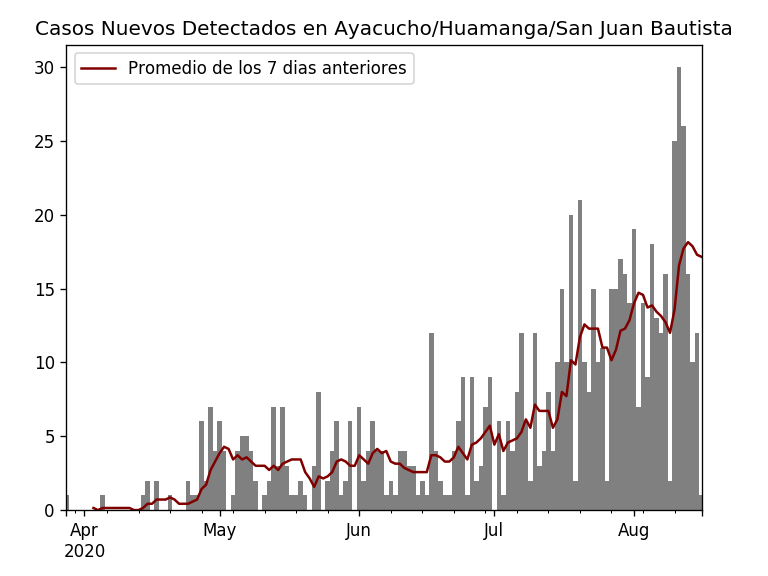 Casos Nuevos Detectados en Ayacucho/Huamanga/San Juan Bautista
Promedio de los 7 dias anteriores
30
25
20
15
10
5
0
Apr May Jun Jul Aug
2020